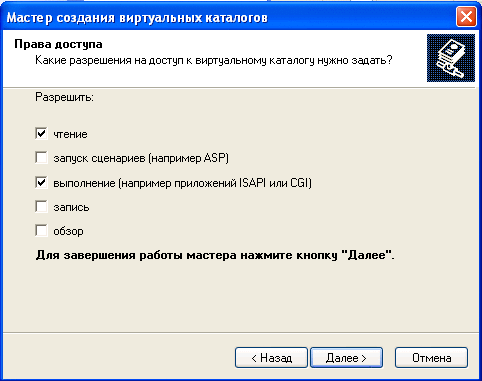 Мастер создания виртуальных каталогов
Права доступа
Какие разрешения на доступ к виртуальному каталогу нужно задать?
Разрешить:
чтение
запуск сценариев (например ASP)
выполнение (например приложений ISAPI или CGI)
запись
обзор
Для завершения работы мастера нажмите кнопку "Далее".
< Назад
Далее >
Отмена